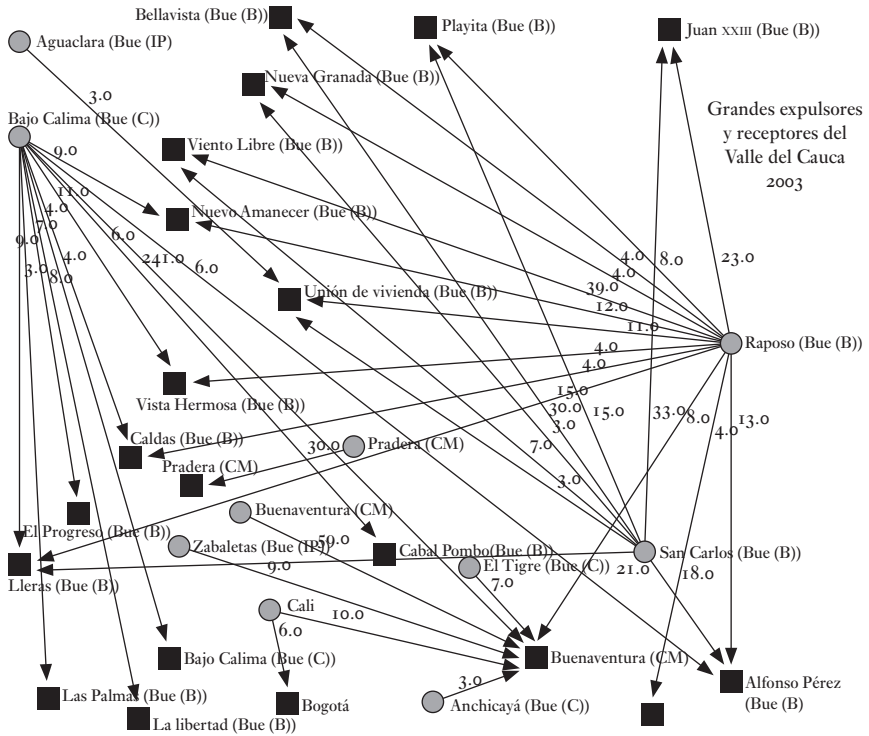 Bellavista (Bue (B))
Playita (Bue (B))
Juan XXIII (Bue (B))
Aguaclara (Bue (IP)
Nueva Granada (Bue (B))
3.0
Grandes expulsores
y receptores del
Valle del Cauca
2003
Bajo Calima (Bue (C))
9.0
Viento Libre (Bue (B))
11.0
4.0
Nuevo Amanecer (Bue (B))
7.0
6.0
9.0
241.0
6.0
4.0
3.0
8.0
4.0
8.0
23.0
4.0
39.0
Unión de vivienda (Bue (B))
12.0
11.0
Raposo (Bue (B))
4.0
4.0
15.0
Vista Hermosa (Bue (B))
30.0
15.0
33.0
8.0
13.0
3.0
4.0
Caldas (Bue (B))
30.0
Pradera (CM)
7.0
Pradera (CM)
3.0
Buenaventura (CM)
El Progreso (Bue (B))
59.0
Zabaletas (Bue (IP))
Cabal Pombo(Bue (B))
San Carlos (Bue (B))
9.0
El Tigre (Bue (C))
21.0
18.0
Lleras (Bue (B))
7.0
Cali
10.0
6.0
Bajo Calima (Bue (C))
Buenaventura (CM)
3.0
Alfonso Pérez
(Bue (B)
Las Palmas (Bue (B))
Bogotá
Anchicayá (Bue (C))
La libertad (Bue (B))